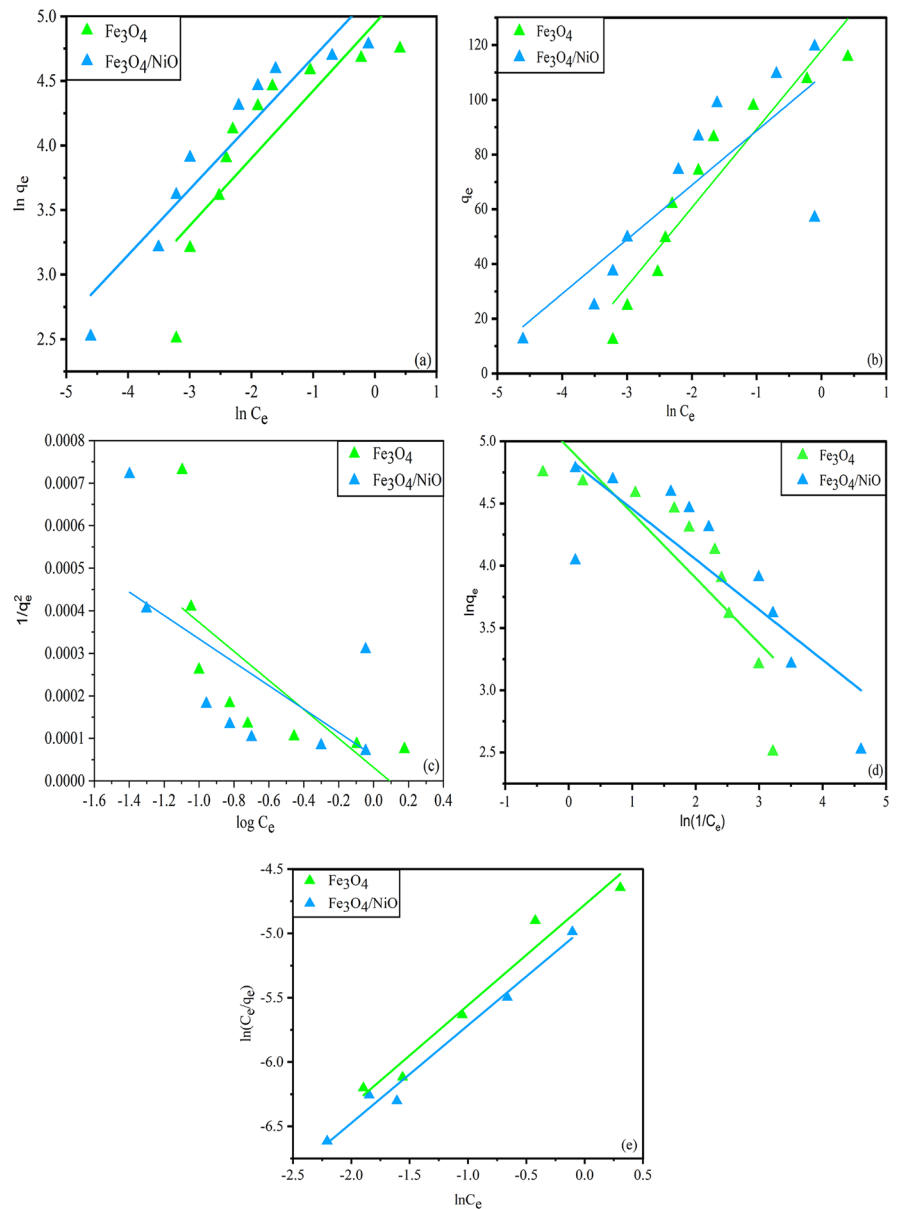 5.0
4.5
4.0
3.5
3.0
2.5
ln qe
Fe3O4
Fe3O4/NiO
(a)
-5 -4 -3 -2 -1 0 1
ln Ce
120
100
80
60
40
20
0
qe
Fe3O4
Fe3O4/NiO
(b)
-5 -4 -3 -2 -1 0 1
ln Ce
0.0008
0.0007
0.0006
0.0005
0.0004
0.0003
0.0002
0.0001
0.0000
1/qe2
Fe3O4
Fe3O4/NiO
(c)
-1.6 -1.4 -1.2 -1.0 -0.8 -0.6 -0.4 -0.2 0.0 0.2 0.4
log Ce
5.0
4.5
4.0
3.5
3.0
2.5
lnqe
Fe3O4
Fe3O4/NiO
(d)
-1 0 1 2 3 4 5
ln(1/Ce)
-4.5
-5.0
-5.5
-6.0
-6.5
ln(Ce/qe)
Fe3O4
Fe3O4/NiO
(e)
-2.5 -2.0 -1.5 -1.0 -0.5 0.0 0.5
lnCe